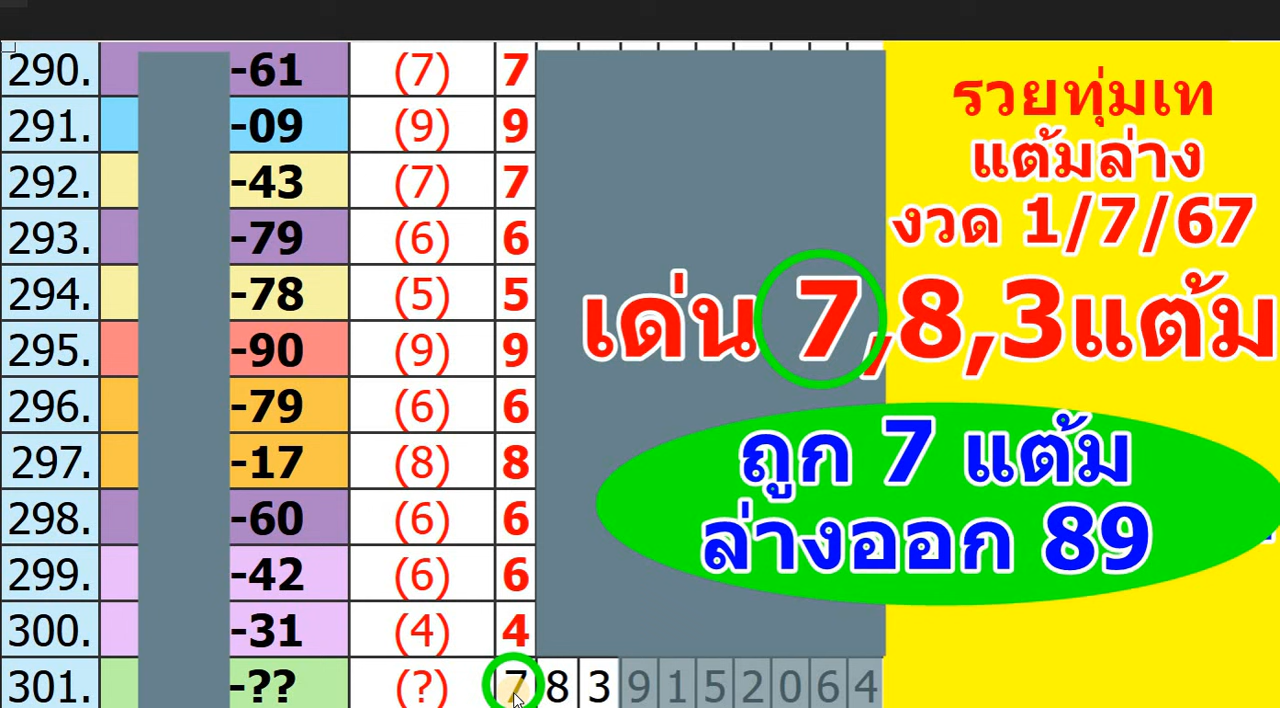 290. -61 (7) 7
291. -09 (9) 9
292. -43 (7) 7
293. -79 (6) 6
294. -78 (5) 5
295. -90 (9) 9
296. -79 (6) 6
297. -17 (8) 8
298. -60 (6) 6
299. -42 (6) 6
300. -31 (4) 4
301. -?? (?) 7 8 3 9 1 5 2 0 6 4
รวยทุ่มเท
แต้มล่าง
งวด 1/7/67
เด่น 7,8,3แต้ม
ถูก 7 แต้ม
ล่างออก 89